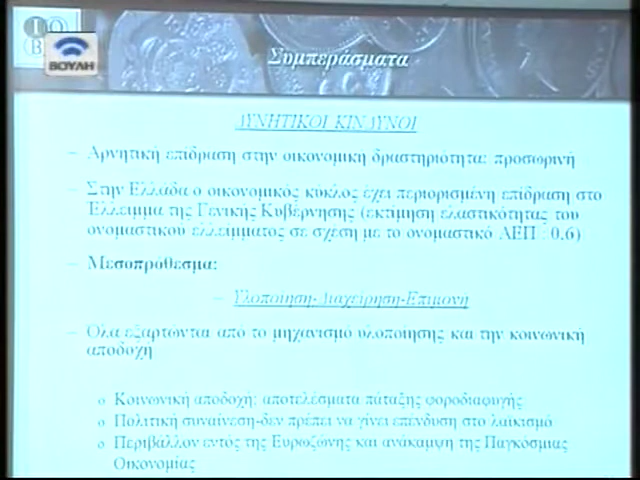 Ι Ο
Β
ΒΟΥΛΗ
Συμπεράσματα
ΔΥΝΗΤΙΚΟΙ ΚΙΝΔΥΝΟΙ
– Αρνητική επίδραση στην οικονομική δραστηριότητα: προσωρινή
– Στην Ελλάδα ο οικονομικός κύκλος έχει περιορισμένη επίδραση στο
Έλλειμμα της Γενικής Κυβέρνησης (εκτίμηση ελαστικότητας του
ονομαστικού ελλείμματος σε σχέση με το ονομαστικό ΑΕΠ : 0.6)
– Μεσοπρόθεσμα:
– Υλοποίηση-Διαχείρηση-Επιμονή
– Όλα εξαρτώνται από το μηχανισμό υλοποίησης και την κοινωνική
αποδοχή
o Κοινωνική αποδοχή: αποτελέσματα πάταξης φοροδιαφυγής
o Πολιτική συναίνεση-δεν πρέπει να γίνει επένδυση στο λαϊκισμό
o Περιβάλλον εντός της Ευρωζώνης και ανάκαμψη της Παγκόσμιας
Οικονομίας